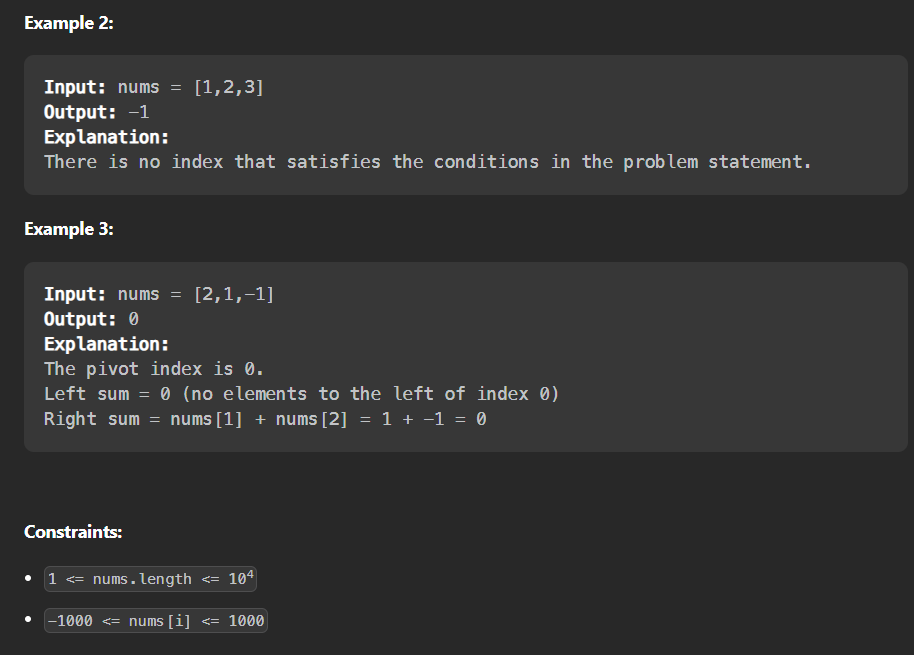 Example 2:
Input: nums = [1,2,3]
Output: -1
Explanation:
There is no index that satisfies the conditions in the problem statement.
Example 3:
Input: nums = [2,1,-1]
Output: 0
Explanation:
The pivot index is 0.
Left sum = 0 (no elements to the left of index 0)
Right sum = nums[1] + nums[2] = 1 + -1 = 0
Constraints:
• 1 <= nums.length <= 10⁴
• -1000 <= nums[i] <= 1000